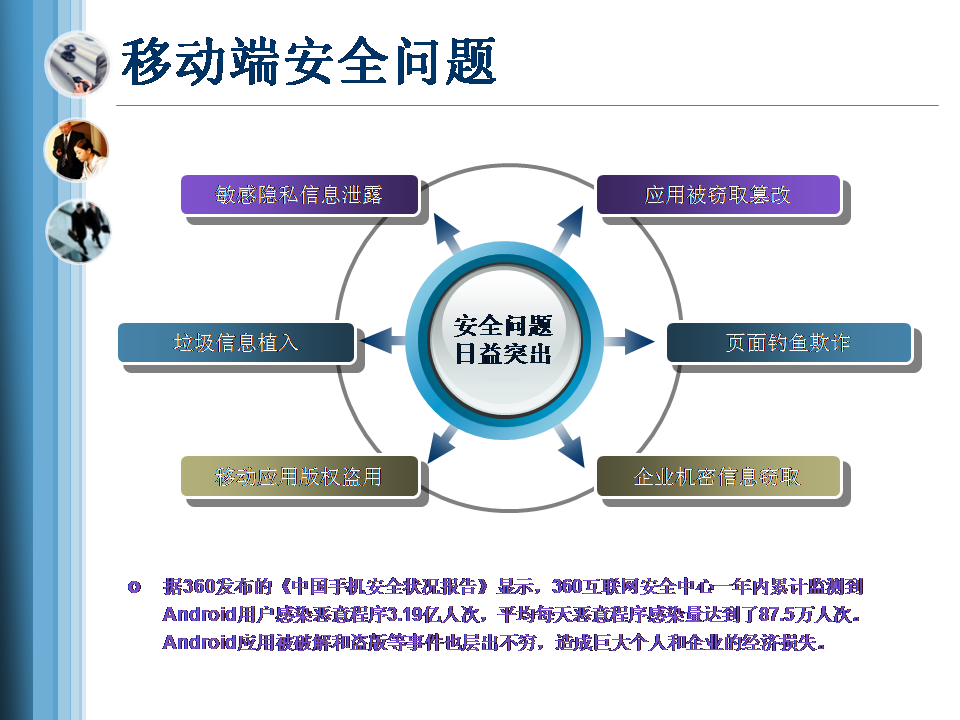 移动端安全问题
敏感隐私信息泄露
应用被窃取篡改
垃圾信息植入
安全问题
日益突出
页面钓鱼欺诈
移动应用版权盗用
企业机密信息窃取
据360发布的《中国手机安全状况报告》显示，360互联网安全中心一年内累计监测到
Android用户感染恶意程序3.19亿人次，平均每天恶意程序感染量达到了87.5万人次。
Android应用被破解和盗版等事件也层出不穷，造成巨大个人和企业的经济损失。